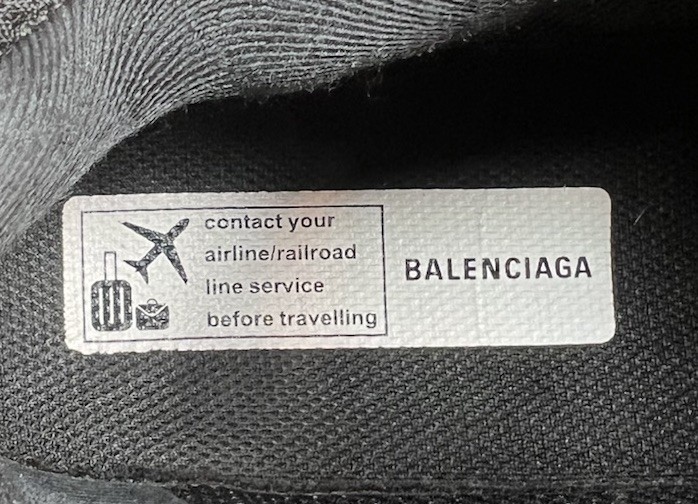 contact your
airline/railroad
line service
before travelling
BALENCIAGA